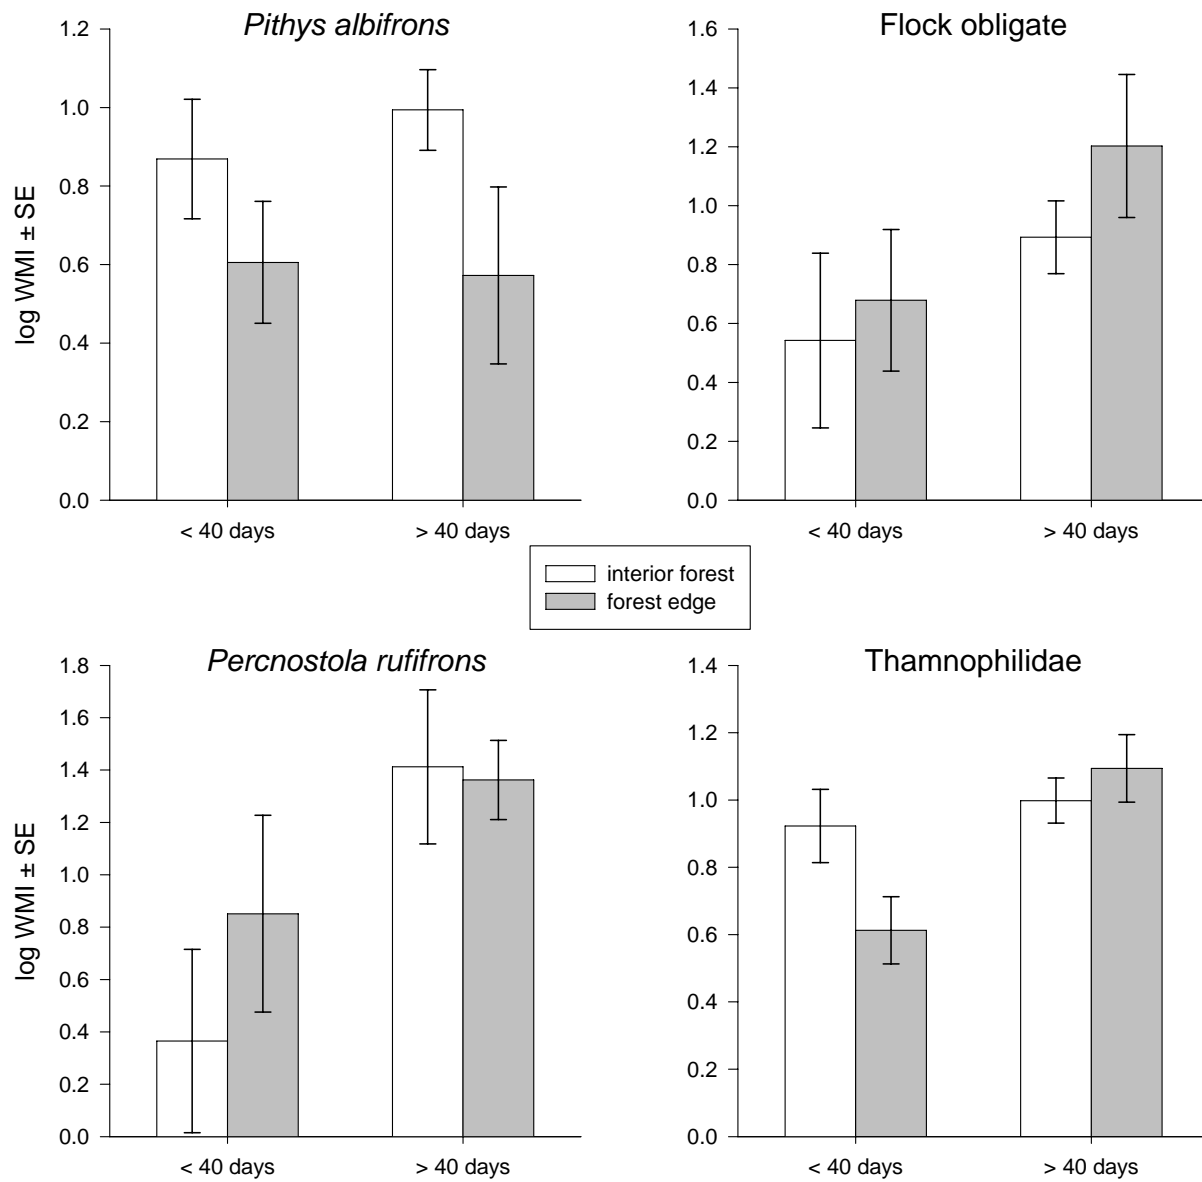 Pithys albifrons
log WMI ± SE
1.2
1.0
0.8
0.6
0.4
0.2
0.0
< 40 days
> 40 days
Flock obligate
1.6
1.4
1.2
1.0
0.8
0.6
0.4
0.2
0.0
< 40 days
> 40 days
interior forest
forest edge
Percnostola rufifrons
log WMI ± SE
1.8
1.6
1.4
1.2
1.0
0.8
0.6
0.4
0.2
0.0
< 40 days
> 40 days
Thamnophilidae
1.4
1.2
1.0
0.8
0.6
0.4
0.2
0.0
< 40 days
> 40 days